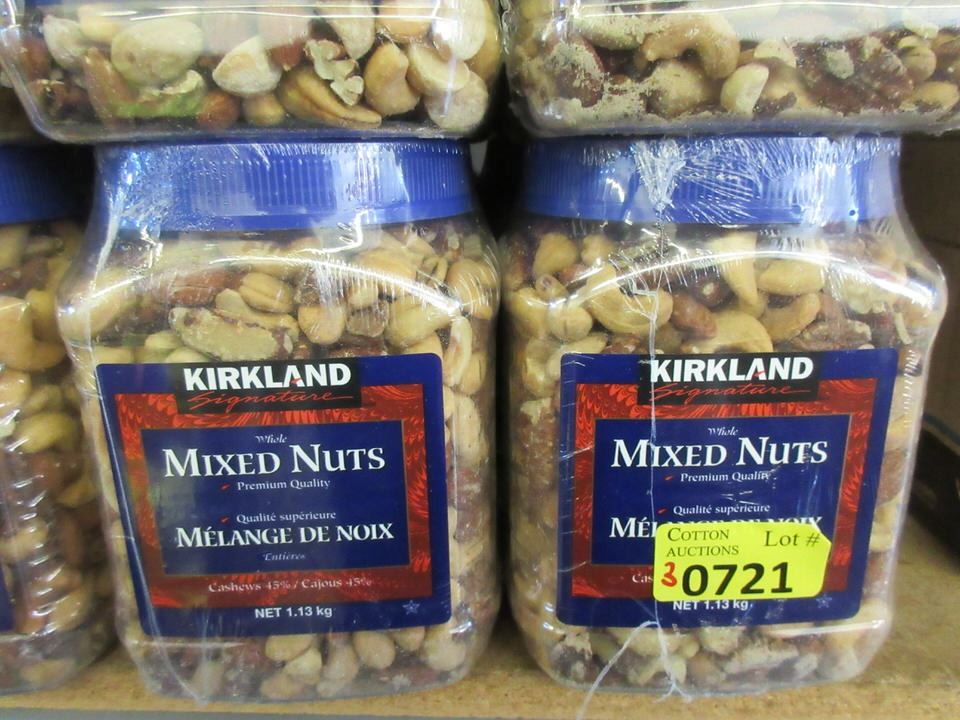 KIRKLAND
Signature
Whole
MIXED NUTS
Premium Quality
Qualité supérieure
MÉLANGE DE NOIX
Entières
Cashews 45% / Cajous 45%
NET 1.13 kg
KIRKLAND
Signature
Whole
MIXED NUTS
Premium Quality
Qualité supérieure
COTTON
AUCTIONS
Lot #
30721
NET 1.13 kg